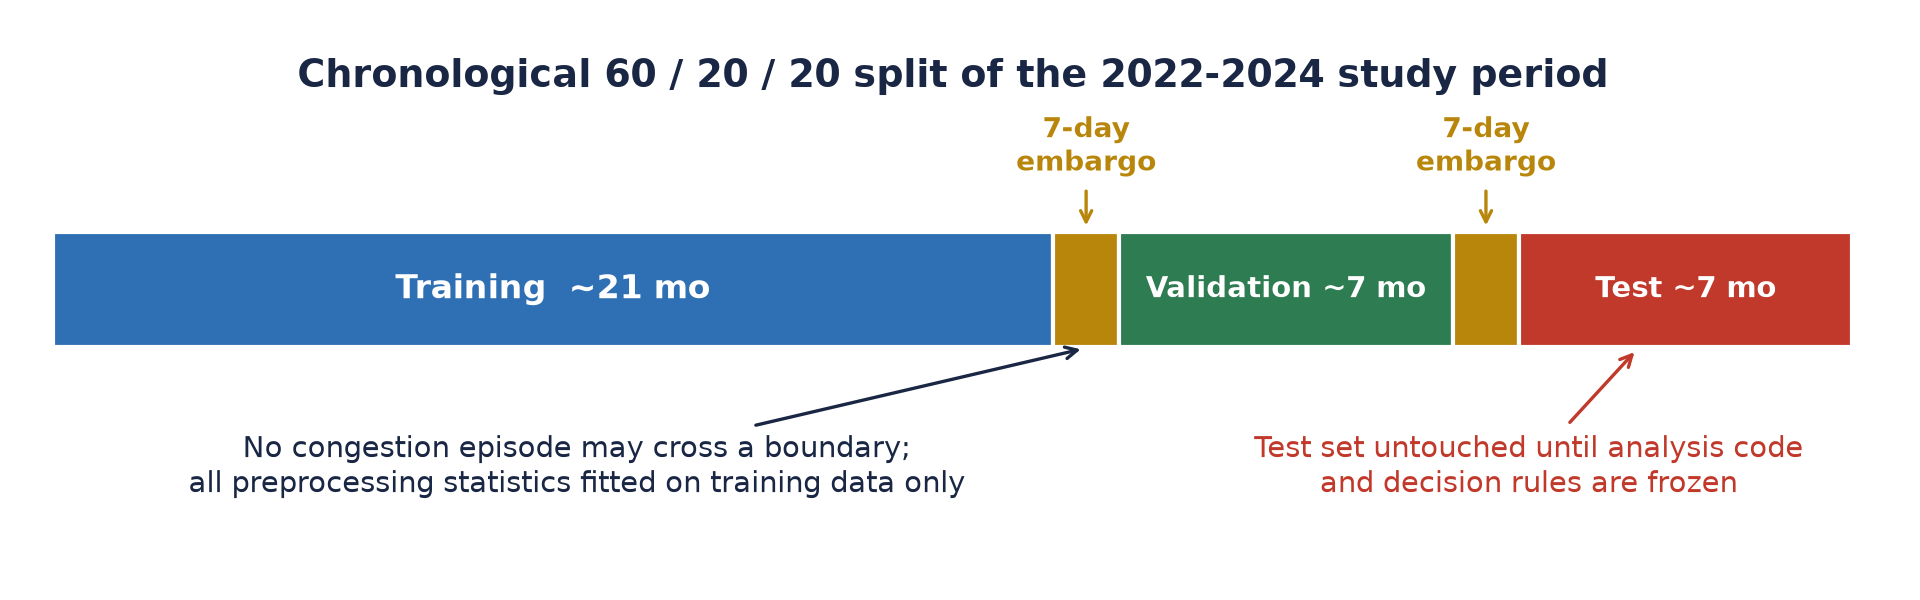 Chronological 60 / 20 / 20 split of the 2022-2024 study period
7-day
embargo
7-day
embargo
Training ~21 mo
Validation ~7 mo
Test ~7 mo
No congestion episode may cross a boundary;
all preprocessing statistics fitted on training data only
Test set untouched until analysis code
and decision rules are frozen